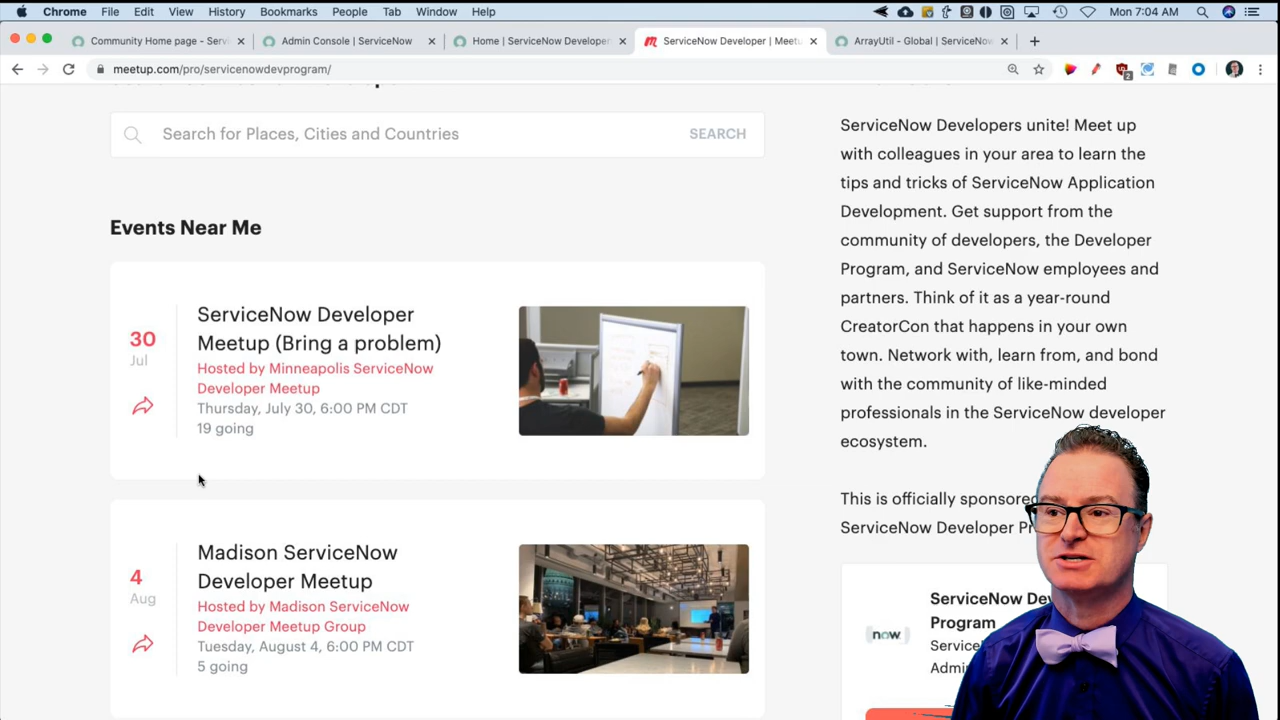 Chrome File Edit View History Bookmarks People Tab Window Help Mon 7:04 AM
Community Home page - Servi
Admin Console | ServiceNow
Home | ServiceNow Developer
ServiceNow Developer | Meetu
ArrayUtil - Global | ServiceNow
meetup.com/pro/servicenowdevprogram/
2
Search for Places, Cities and Countries
SEARCH
Events Near Me
30
Jul
ServiceNow Developer
Meetup (Bring a problem)
Hosted by Minneapolis ServiceNow
Developer Meetup
Thursday, July 30, 6:00 PM CDT
19 going
4
Aug
Madison ServiceNow
Developer Meetup
Hosted by Madison ServiceNow
Developer Meetup Group
Tuesday, August 4, 6:00 PM CDT
5 going
ServiceNow Developers unite! Meet up
with colleagues in your area to learn the
tips and tricks of ServiceNow Application
Development. Get support from the
community of developers, the Developer
Program, and ServiceNow employees and
partners. Think of it as a year-round
CreatorCon that happens in your own
town. Network with, learn from, and bond
with the community of like-minded
professionals in the ServiceNow developer
ecosystem.
This is officially sponsored
ServiceNow Developer Pr
now
ServiceNow Dev
Program
Service
Admi